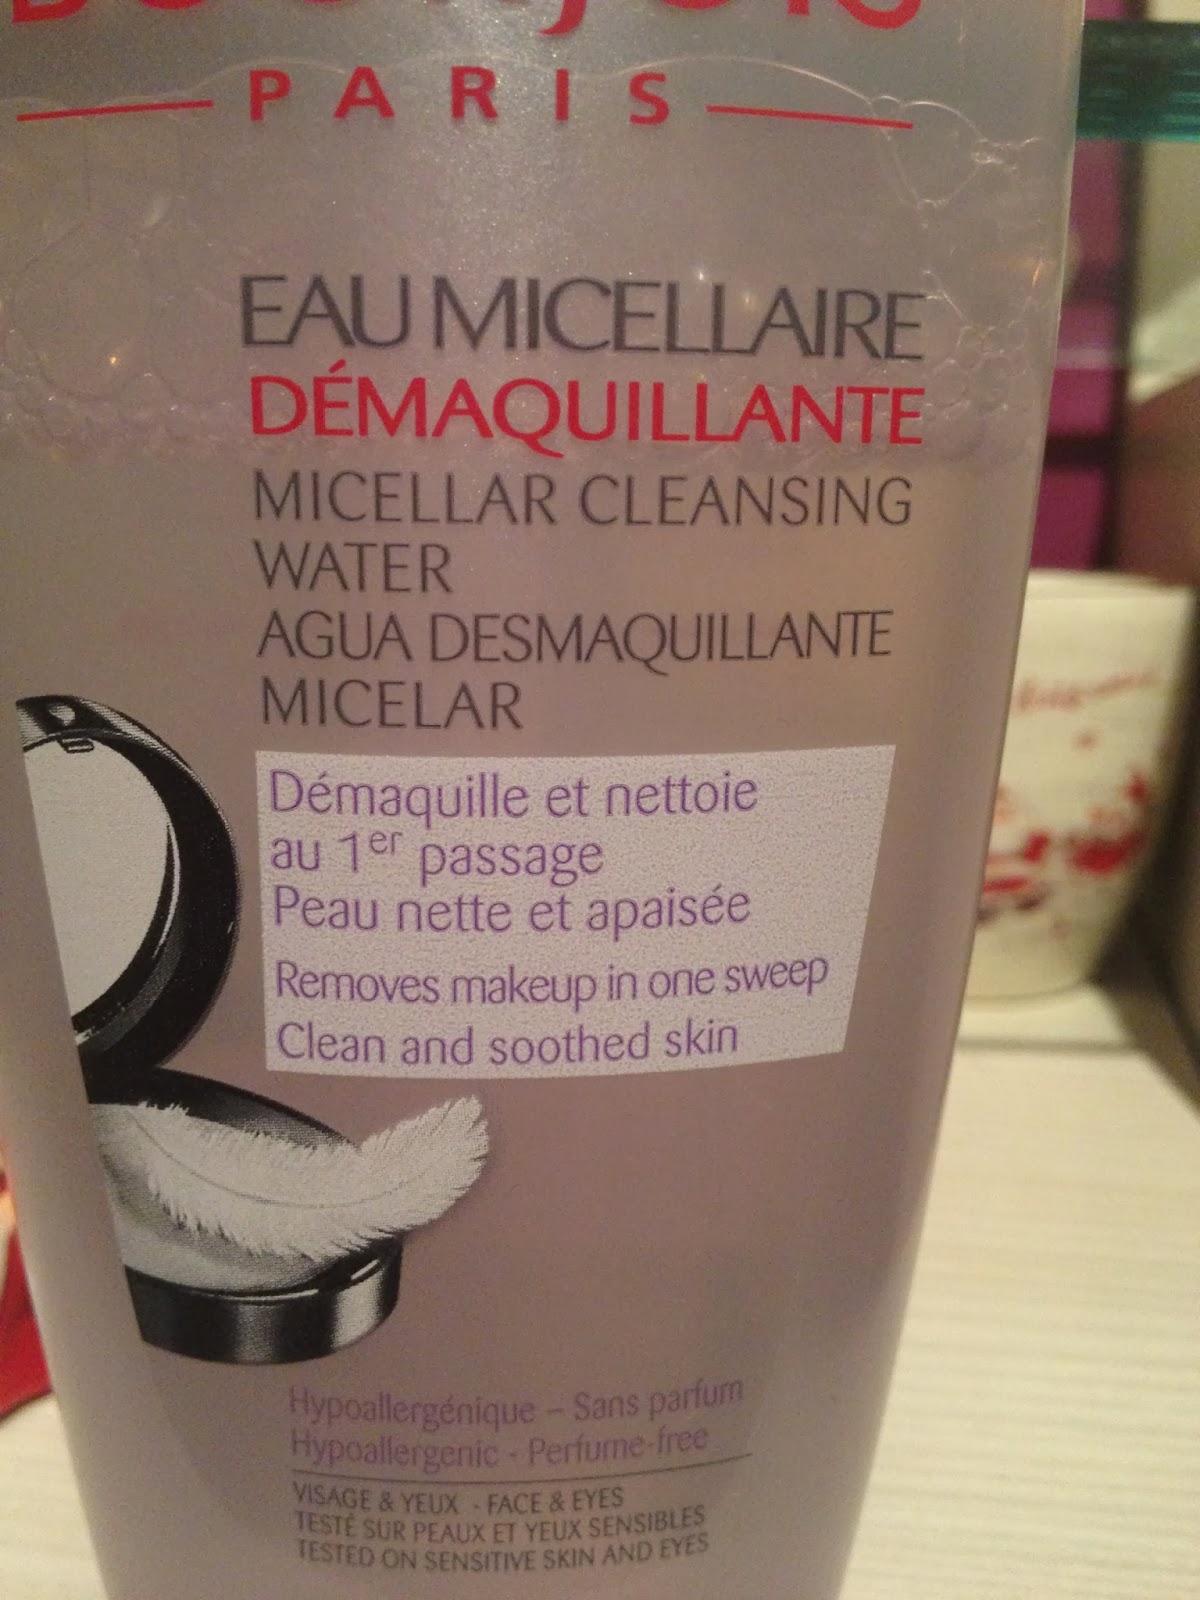 BOURJOIS
PARIS
EAU MICELLAIRE
DÉMAQUILLANTE
MICELLAR CLEANSING
WATER
AGUA DESMAQUILLANTE
MICELAR
Démaquille et nettoie
au 1er passage
Peau nette et apaisée
Removes makeup in one sweep
Clean and soothed skin
Hypoallergénique – Sans parfum
Hypoallergenic - Perfume-free
VISAGE & YEUX - FACE & EYES
TESTÉ SUR PEAUX ET YEUX SENSIBLES
TESTED ON SENSITIVE SKIN AND EYES